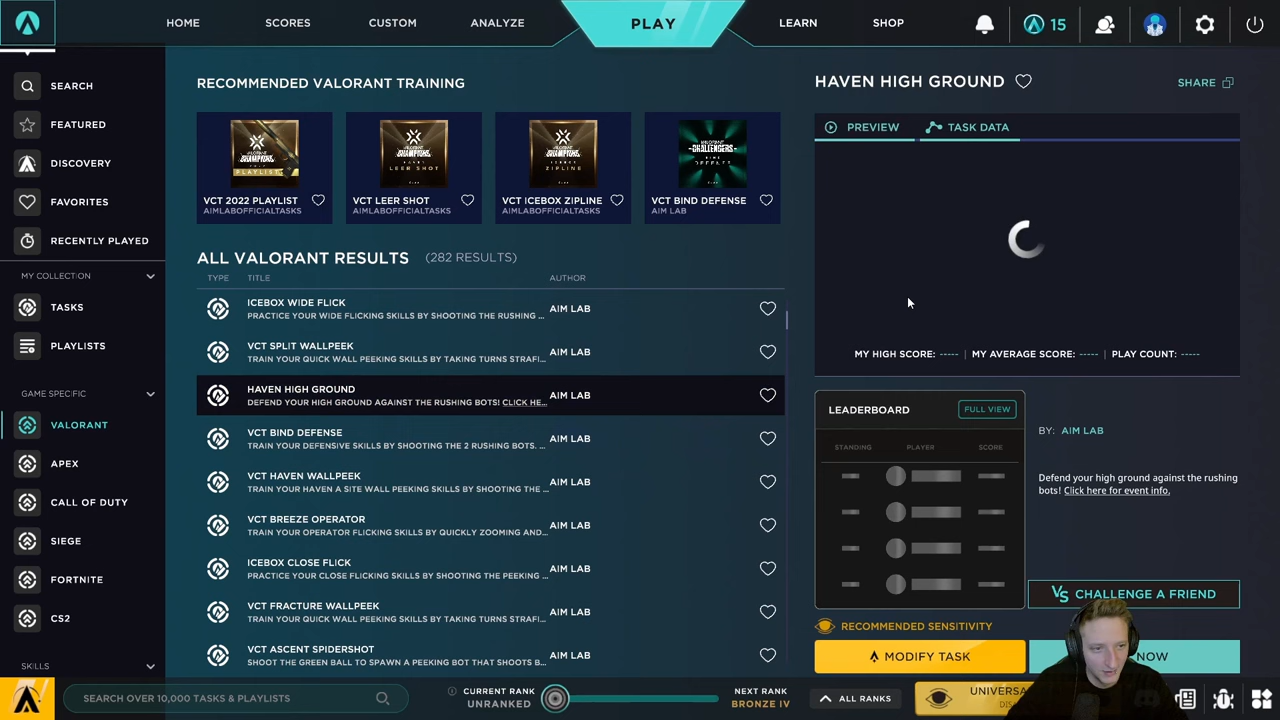 HOME
SCORES
CUSTOM
ANALYZE
PLAY
LEARN
SHOP
15
SEARCH
FEATURED
DISCOVERY
FAVORITES
RECENTLY PLAYED
MY COLLECTION
TASKS
PLAYLISTS
GAME SPECIFIC
VALORANT
APEX
CALL OF DUTY
SIEGE
FORTNITE
CS2
SKILLS
RECOMMENDED VALORANT TRAINING
VCT 2022 PLAYLIST
AIMLABOFFICIALTASKS
VCT LEER SHOT
AIMLABOFFICIALTASKS
VCT ICEBOX ZIPLINE
AIMLABOFFICIALTASKS
VCT BIND DEFENSE
AIM LAB
ALL VALORANT RESULTS (282 RESULTS)
TYPE TITLE AUTHOR
ICEBOX WIDE FLICK
PRACTICE YOUR WIDE FLICKING SKILLS BY SHOOTING THE RUSHING ...
AIM LAB
VCT SPLIT WALLPEEK
TRAIN YOUR QUICK WALL PEEKING SKILLS BY TAKING TURNS STRAFI...
AIM LAB
HAVEN HIGH GROUND
DEFEND YOUR HIGH GROUND AGAINST THE RUSHING BOTS! CLICK HE...
AIM LAB
VCT BIND DEFENSE
TRAIN YOUR DEFENSIVE SKILLS BY SHOOTING THE 2 RUSHING BOTS. ...
AIM LAB
VCT HAVEN WALLPEEK
TRAIN YOUR HAVEN A SITE WALL PEEKING SKILLS BY SHOOTING THE ...
AIM LAB
VCT BREEZE OPERATOR
TRAIN YOUR OPERATOR FLICKING SKILLS BY QUICKLY ZOOMING AND...
AIM LAB
ICEBOX CLOSE FLICK
PRACTICE YOUR CLOSE FLICKING SKILLS BY SHOOTING THE PEEKING ...
AIM LAB
VCT FRACTURE WALLPEEK
TRAIN YOUR QUICK WALL PEEKING SKILLS BY TAKING TURNS STRAFI...
AIM LAB
VCT ASCENT SPIDERSHOT
SHOOT THE GREEN BALL TO SPAWN A PEEKING BOT THAT SHOOTS B...
AIM LAB
HAVEN HIGH GROUND
SHARE
PREVIEW
TASK DATA
MY HIGH SCORE: ----- | MY AVERAGE SCORE: ----- | PLAY COUNT: -----
LEADERBOARD
FULL VIEW
STANDING PLAYER SCORE
BY: AIM LAB
Defend your high ground against the rushing
bots! Click here for event info.
VS CHALLENGE A FRIEND
RECOMMENDED SENSITIVITY
MODIFY TASK
NOW
SEARCH OVER 10,000 TASKS & PLAYLISTS
CURRENT RANK
UNRANKED
NEXT RANK
BRONZE IV
ALL RANKS